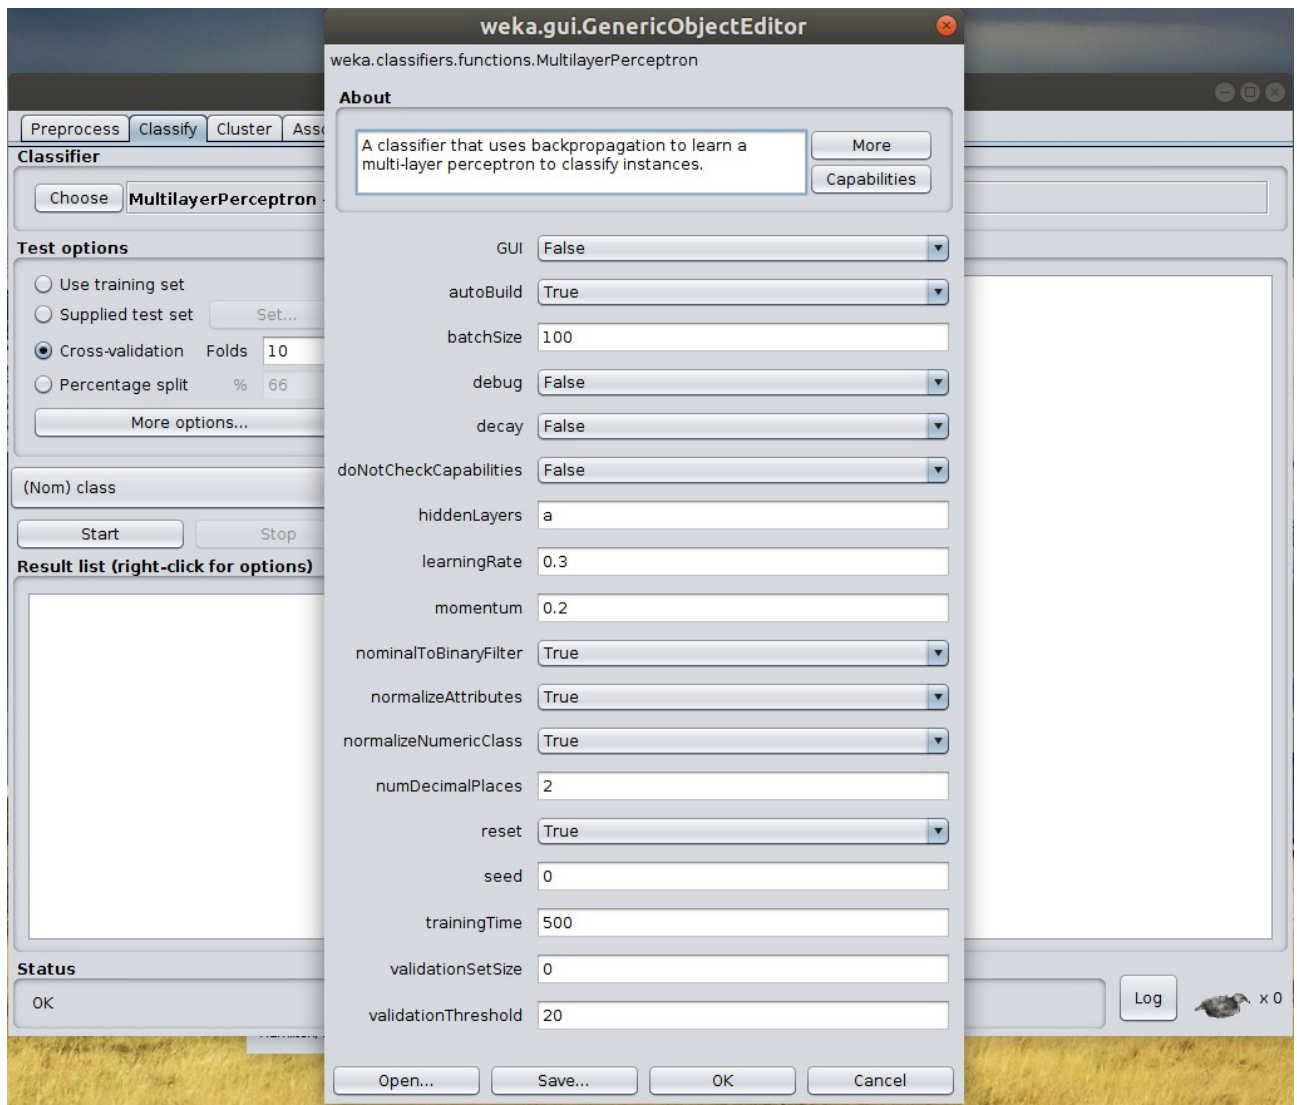 weka.gui.GenericObjectEditor
weka.classifiers.functions.MultilayerPerceptron
About
A classifier that uses backpropagation to learn a
multi-layer perceptron to classify instances.
More
Capabilities
Preprocess Classify Cluster Asso
Classifier
Choose MultilayerPerceptron -
Test options
Use training set
Supplied test set Set...
Cross-validation Folds 10
Percentage split % 66
More options...
(Nom) class
Start Stop
Result list (right-click for options)
Status
OK
GUI False
autoBuild True
batchSize 100
debug False
decay False
doNotCheckCapabilities False
hiddenLayers a
learningRate 0.3
momentum 0.2
nominalToBinaryFilter True
normalizeAttributes True
normalizeNumericClass True
numDecimalPlaces 2
reset True
seed 0
trainingTime 500
validationSetSize 0
validationThreshold 20
Open... Save... OK Cancel
Log x 0